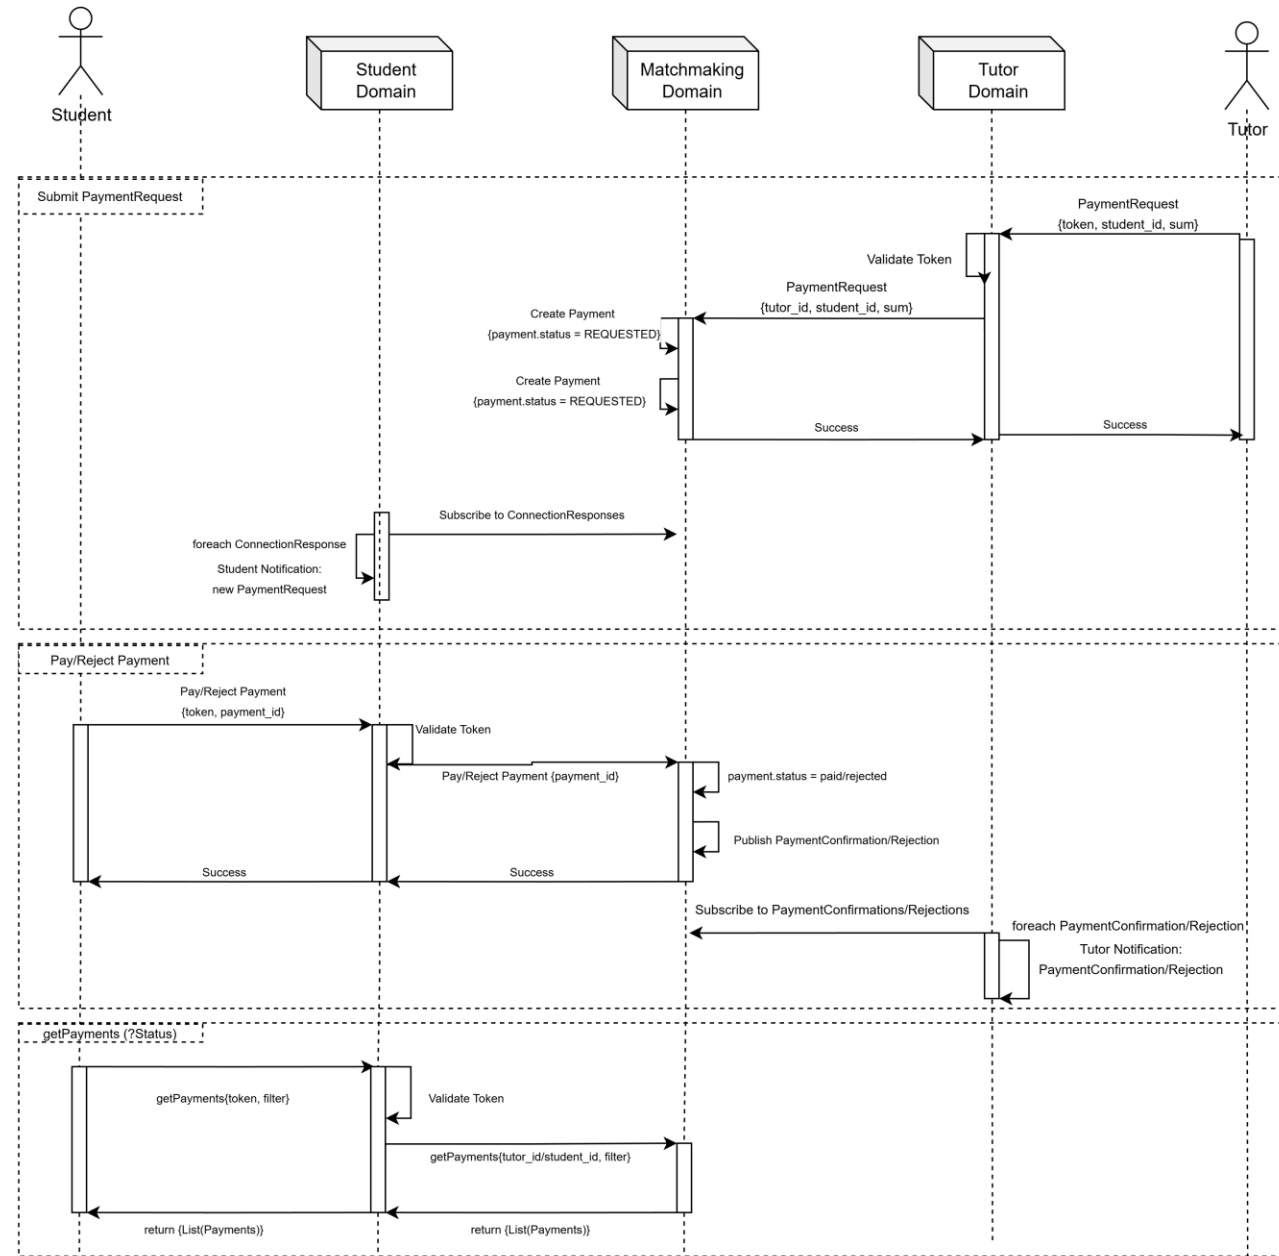 Student
Student
Domain
Matchmaking
Domain
Tutor
Domain
Tutor
Submit PaymentRequest
PaymentRequest
{token, student_id, sum}
Validate Token
PaymentRequest
{tutor_id, student_id, sum}
Create Payment
{payment.status = REQUESTED}
Create Payment
{payment.status = REQUESTED}
Success
Success
Subscribe to ConnectionResponses
foreach ConnectionResponse
Student Notification:
new PaymentRequest
Pay/Reject Payment
Pay/Reject Payment
{token, payment_id}
Validate Token
Pay/Reject Payment {payment_id}
payment.status = paid/rejected
Publish PaymentConfirmation/Rejection
Success
Success
Subscribe to PaymentConfirmations/Rejections
foreach PaymentConfirmation/Rejection
Tutor Notification:
PaymentConfirmation/Rejection
getPayments (?Status)
getPayments{token, filter}
Validate Token
getPayments{tutor_id/student_id, filter}
return {List(Payments)}
return {List(Payments)}